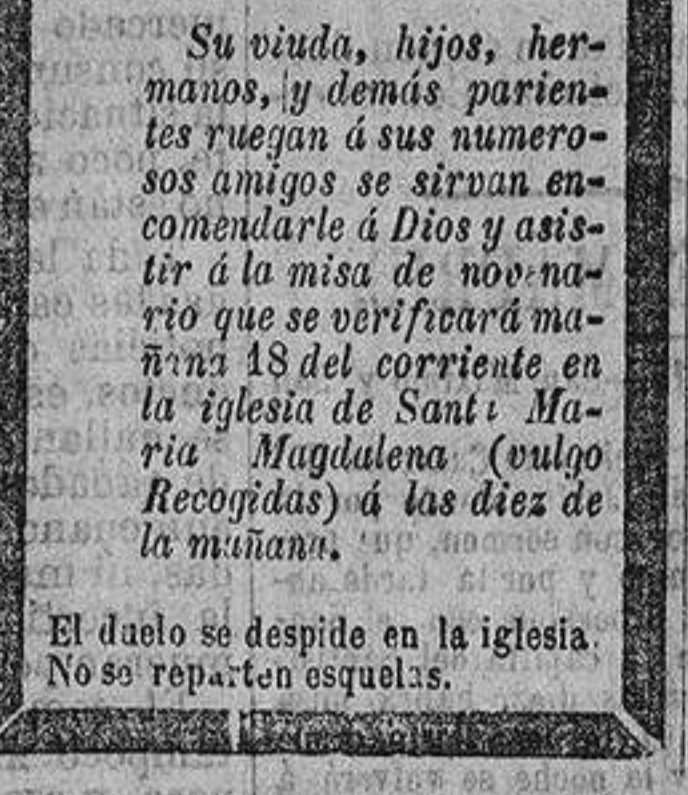 Su viuda, hijos, her-
manos, y demás parien-
tes ruegan á sus numero-
sos amigos se sirvan en-
comendarle á Dios y asis-
tir á la misa de novena-
rio que se verificará ma-
ñana 18 del corriente en
la iglesia de Santa Ma-
ria Magdalena (vulgo
Recogidas) á las diez de
la mañana.
El duelo se despide en la iglesia.
No se reparten esquelas.